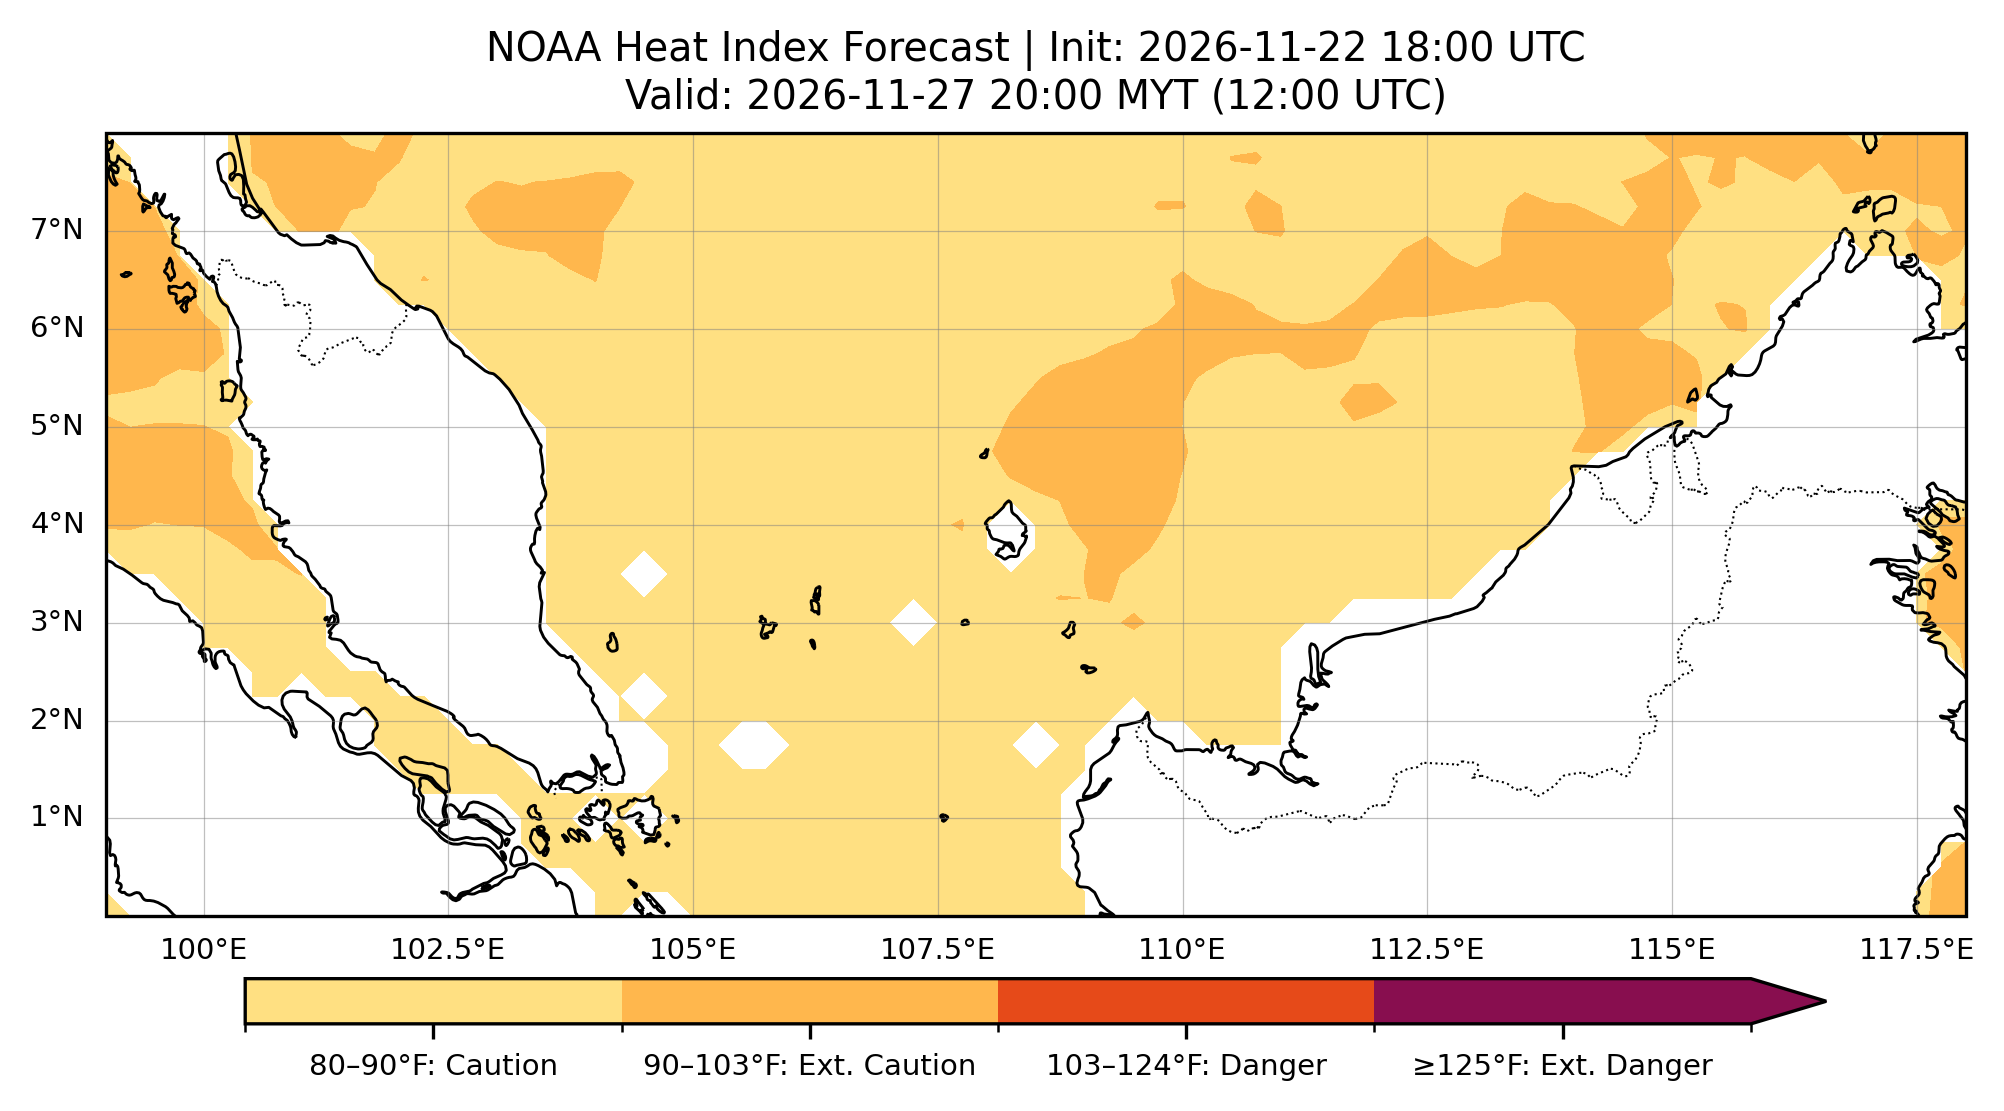 NOAA Heat Index Forecast | Init: 2026-11-22 18:00 UTC
Valid: 2026-11-27 20:00 MYT (12:00 UTC)
7°N
6°N
5°N
4°N
3°N
2°N
1°N
100°E 102.5°E 105°E 107.5°E 110°E 112.5°E 115°E 117.5°E
80–90°F: Caution 90–103°F: Ext. Caution 103–124°F: Danger ≥125°F: Ext. Danger